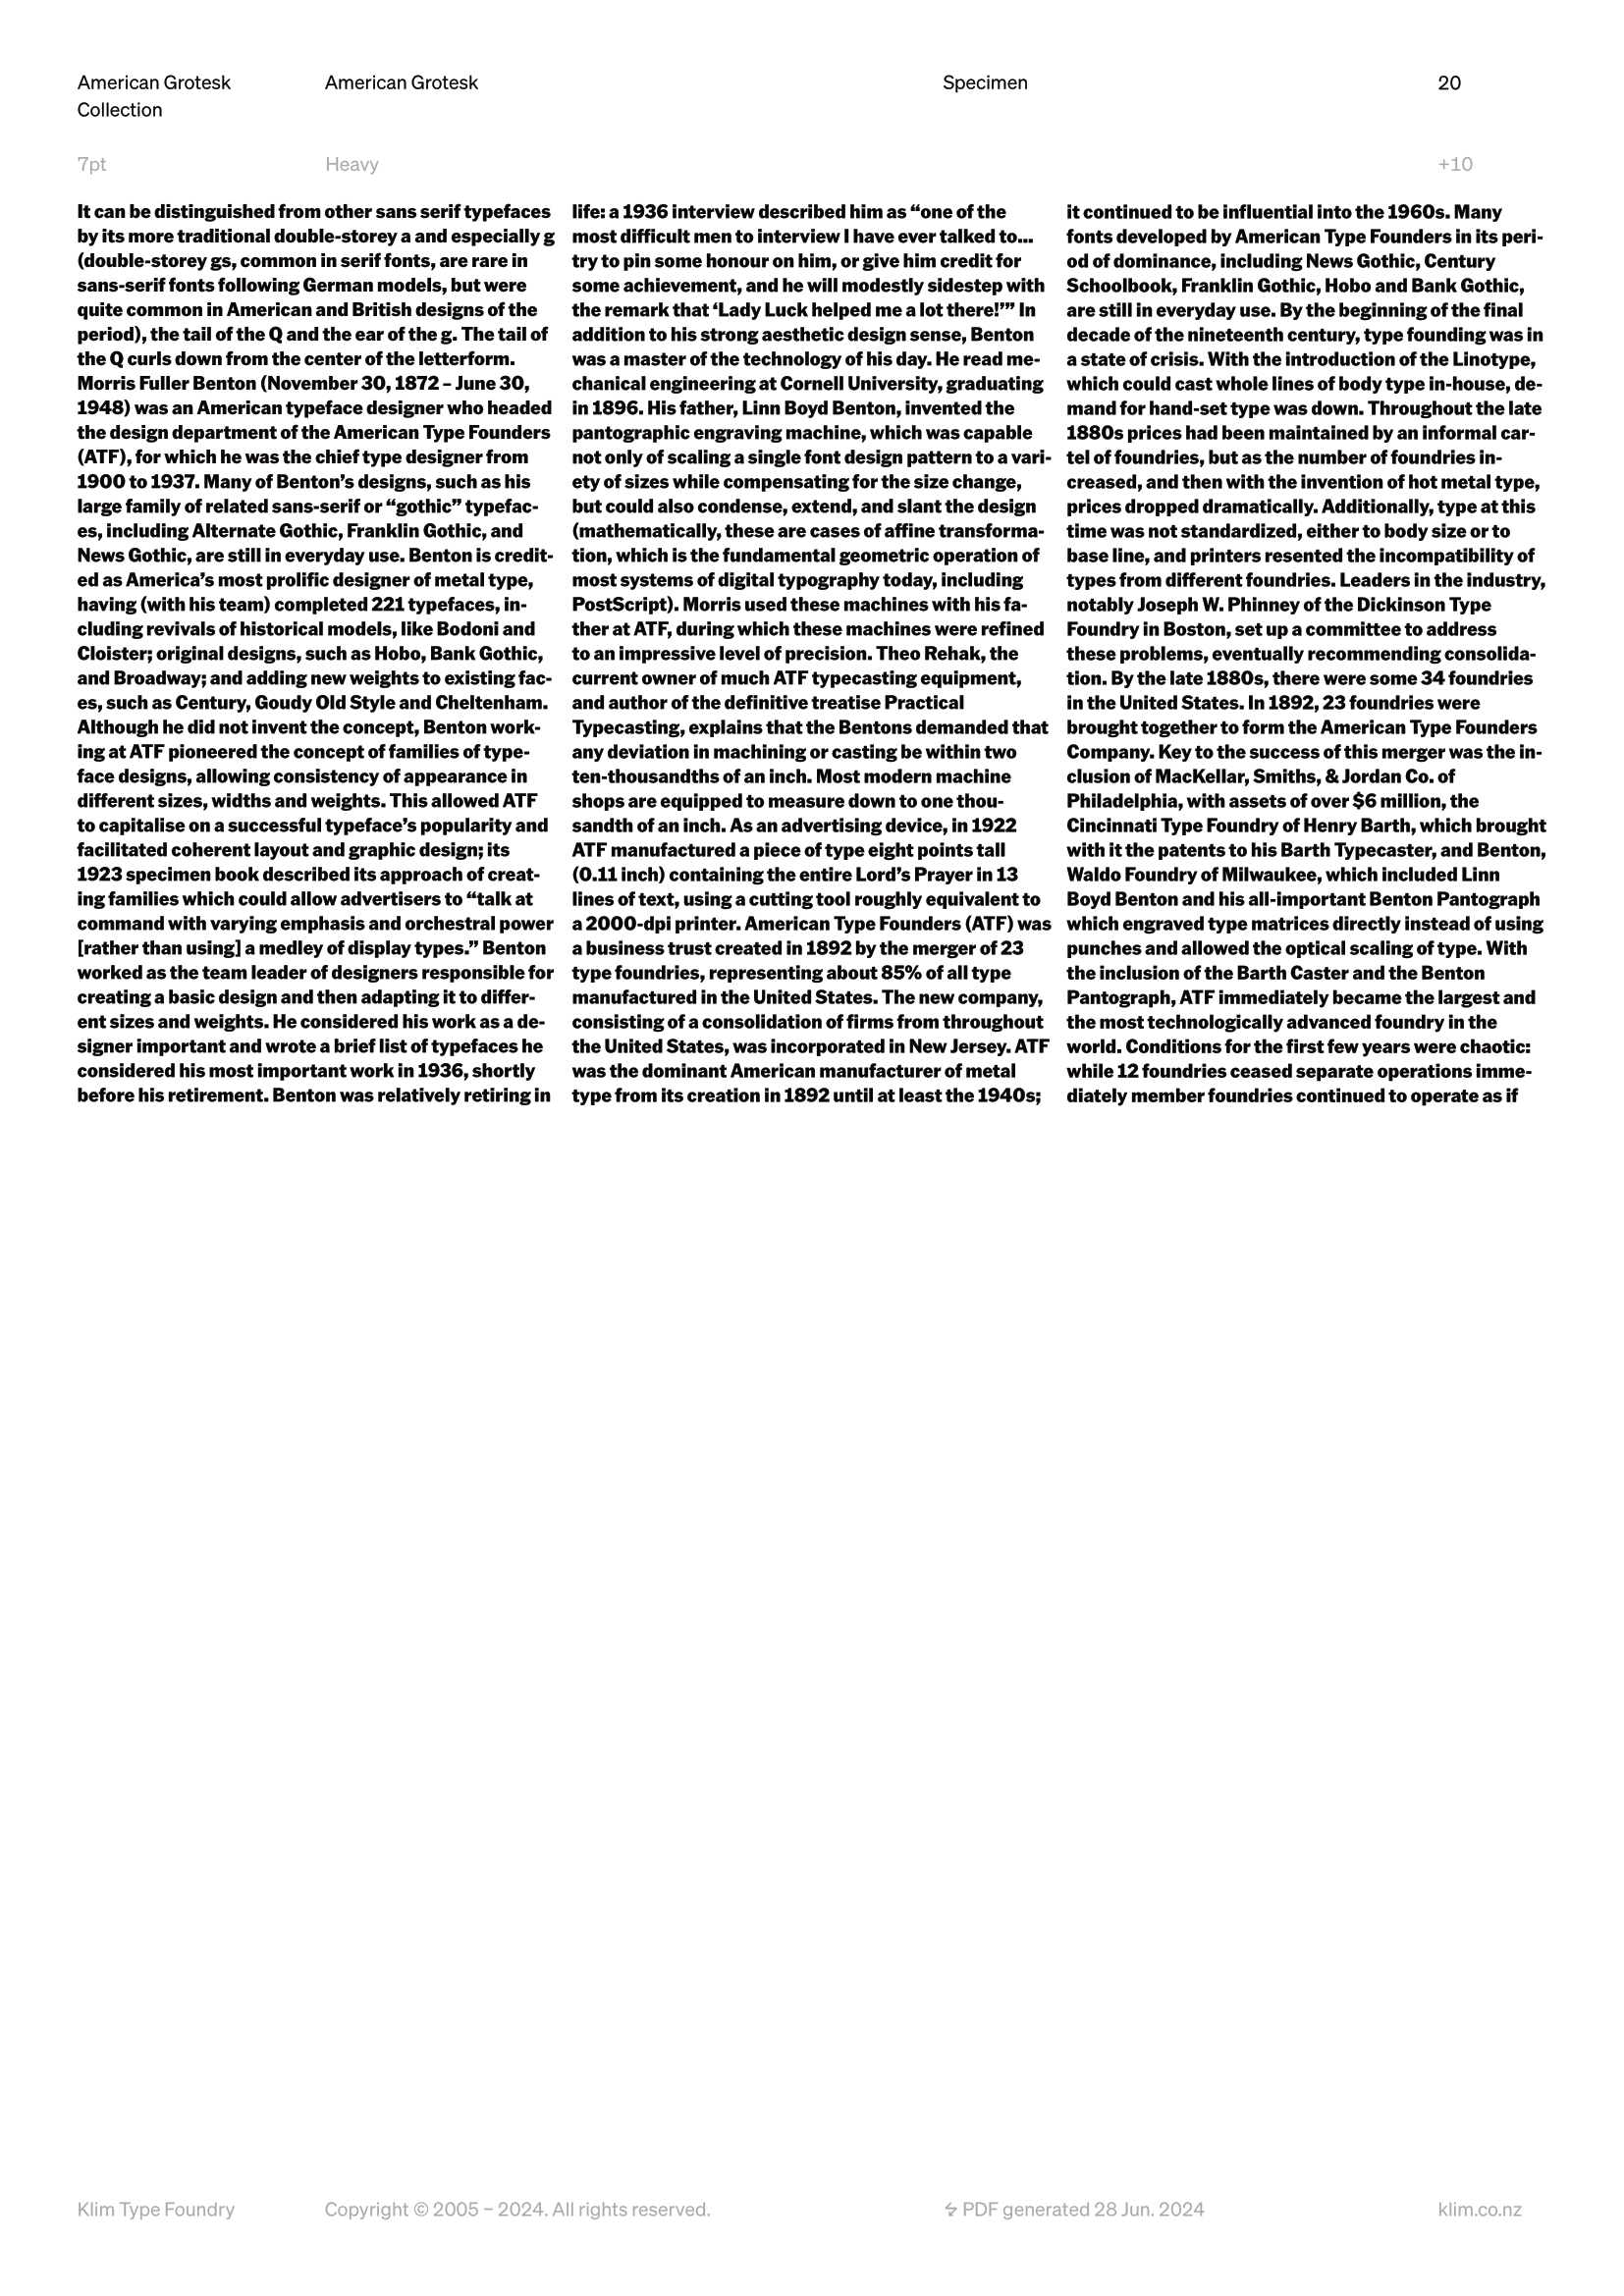 American Grotesk
Collection
American Grotesk
Specimen
20
7pt
Heavy
+10
It can be distinguished from other sans serif typefaces
by its more traditional double-storey a and especially g
(double-storey gs, common in serif fonts, are rare in
sans-serif fonts following German models, but were
quite common in American and British designs of the
period), the tail of the Q and the ear of the g. The tail of
the Q curls down from the center of the letterform.
Morris Fuller Benton (November 30, 1872 – June 30,
1948) was an American typeface designer who headed
the design department of the American Type Founders
(ATF), for which he was the chief type designer from
1900 to 1937. Many of Benton’s designs, such as his
large family of related sans-serif or “gothic” typefac-
es, including Alternate Gothic, Franklin Gothic, and
News Gothic, are still in everyday use. Benton is credit-
ed as America’s most prolific designer of metal type,
having (with his team) completed 221 typefaces, in-
cluding revivals of historical models, like Bodoni and
Cloister; original designs, such as Hobo, Bank Gothic,
and Broadway; and adding new weights to existing fac-
es, such as Century, Goudy Old Style and Cheltenham.
Although he did not invent the concept, Benton work-
ing at ATF pioneered the concept of families of type-
face designs, allowing consistency of appearance in
different sizes, widths and weights. This allowed ATF
to capitalise on a successful typeface’s popularity and
facilitated coherent layout and graphic design; its
1923 specimen book described its approach of creat-
ing families which could allow advertisers to “talk at
command with varying emphasis and orchestral power
[rather than using] a medley of display types.” Benton
worked as the team leader of designers responsible for
creating a basic design and then adapting it to differ-
ent sizes and weights. He considered his work as a de-
signer important and wrote a brief list of typefaces he
considered his most important work in 1936, shortly
before his retirement. Benton was relatively retiring in
life: a 1936 interview described him as “one of the
most difficult men to interview I have ever talked to…
try to pin some honour on him, or give him credit for
some achievement, and he will modestly sidestep with
the remark that ‘Lady Luck helped me a lot there!’” In
addition to his strong aesthetic design sense, Benton
was a master of the technology of his day. He read me-
chanical engineering at Cornell University, graduating
in 1896. His father, Linn Boyd Benton, invented the
pantographic engraving machine, which was capable
not only of scaling a single font design pattern to a vari-
ety of sizes while compensating for the size change,
but could also condense, extend, and slant the design
(mathematically, these are cases of affine transforma-
tion, which is the fundamental geometric operation of
most systems of digital typography today, including
PostScript). Morris used these machines with his fa-
ther at ATF, during which these machines were refined
to an impressive level of precision. Theo Rehak, the
current owner of much ATF typecasting equipment,
and author of the definitive treatise Practical
Typecasting, explains that the Bentons demanded that
any deviation in machining or casting be within two
ten-thousandths of an inch. Most modern machine
shops are equipped to measure down to one thou-
sandth of an inch. As an advertising device, in 1922
ATF manufactured a piece of type eight points tall
(0.11 inch) containing the entire Lord’s Prayer in 13
lines of text, using a cutting tool roughly equivalent to
a 2000-dpi printer. American Type Founders (ATF) was
a business trust created in 1892 by the merger of 23
type foundries, representing about 85% of all type
manufactured in the United States. The new company,
consisting of a consolidation of firms from throughout
the United States, was incorporated in New Jersey. ATF
was the dominant American manufacturer of metal
type from its creation in 1892 until at least the 1940s;
it continued to be influential into the 1960s. Many
fonts developed by American Type Founders in its peri-
od of dominance, including News Gothic, Century
Schoolbook, Franklin Gothic, Hobo and Bank Gothic,
are still in everyday use. By the beginning of the final
decade of the nineteenth century, type founding was in
a state of crisis. With the introduction of the Linotype,
which could cast whole lines of body type in-house, de-
mand for hand-set type was down. Throughout the late
1880s prices had been maintained by an informal car-
tel of foundries, but as the number of foundries in-
creased, and then with the invention of hot metal type,
prices dropped dramatically. Additionally, type at this
time was not standardized, either to body size or to
base line, and printers resented the incompatibility of
types from different foundries. Leaders in the industry,
notably Joseph W. Phinney of the Dickinson Type
Foundry in Boston, set up a committee to address
these problems, eventually recommending consolida-
tion. By the late 1880s, there were some 34 foundries
in the United States. In 1892, 23 foundries were
brought together to form the American Type Founders
Company. Key to the success of this merger was the in-
clusion of MacKellar, Smiths, & Jordan Co. of
Philadelphia, with assets of over $6 million, the
Cincinnati Type Foundry of Henry Barth, which brought
with it the patents to his Barth Typecaster, and Benton,
Waldo Foundry of Milwaukee, which included Linn
Boyd Benton and his all-important Benton Pantograph
which engraved type matrices directly instead of using
punches and allowed the optical scaling of type. With
the inclusion of the Barth Caster and the Benton
Pantograph, ATF immediately became the largest and
the most technologically advanced foundry in the
world. Conditions for the first few years were chaotic:
while 12 foundries ceased separate operations imme-
diately member foundries continued to operate as if
Klim Type Foundry
Copyright © 2005 – 2024. All rights reserved.
PDF generated 28 Jun. 2024
klim.co.nz